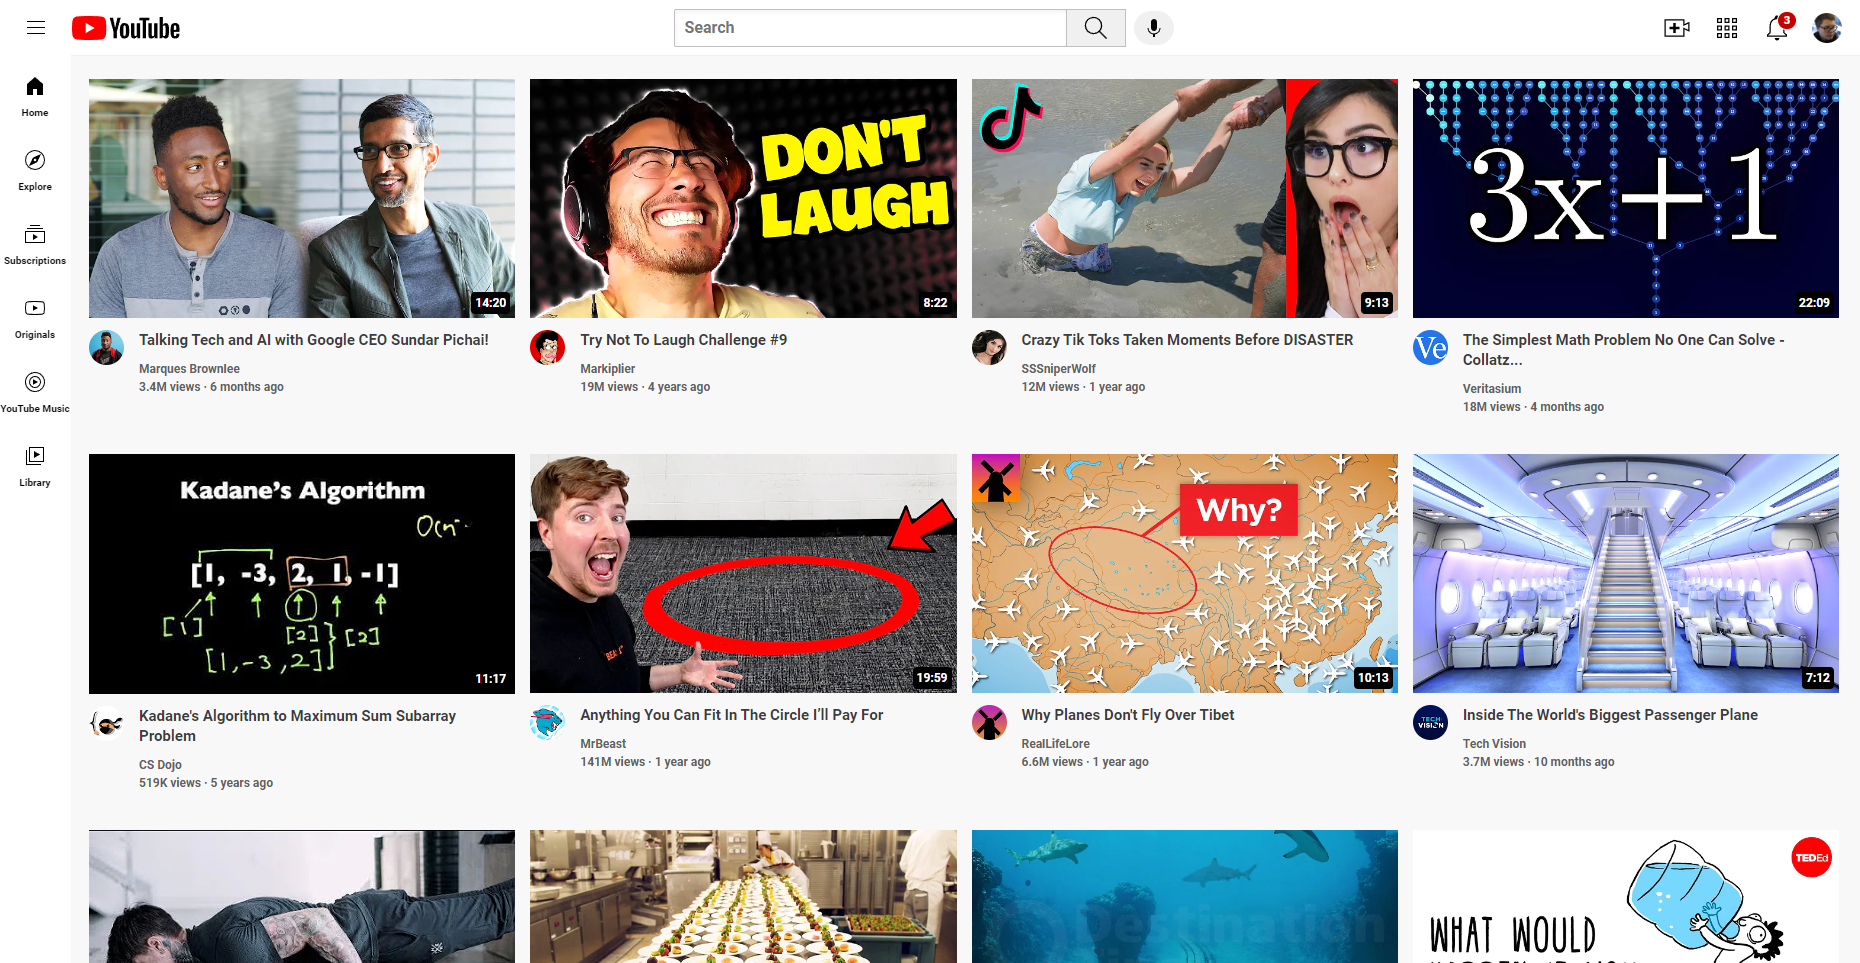 YouTube
Search
3
Home
Explore
Subscriptions
Originals
YouTube Music
Library
DON'T
LAUGH
3x+1
14:20
8:22
9:13
22:09
Talking Tech and AI with Google CEO Sundar Pichai!
Marques Brownlee
3.4M views · 6 months ago
Try Not To Laugh Challenge #9
Markiplier
19M views · 4 years ago
Crazy Tik Toks Taken Moments Before DISASTER
SSSniperWolf
12M views · 1 year ago
Ve
The Simplest Math Problem No One Can Solve -
Collatz...
Veritasium
18M views · 4 months ago
Kadane's Algorithm
[1, -3, 2, 1, -1]
[1]
[2]
[2]
[1, -3, 2]
11:17
19:59
Why?
10:13
7:12
Kadane's Algorithm to Maximum Sum Subarray
Problem
CS Dojo
519K views · 5 years ago
Anything You Can Fit In The Circle I'll Pay For
MrBeast
141M views · 1 year ago
Why Planes Don't Fly Over Tibet
RealLifeLore
6.6M views · 1 year ago
TECH
VISION
Inside The World's Biggest Passenger Plane
Tech Vision
3.7M views · 10 months ago
TEDEd
WHAT WOULD